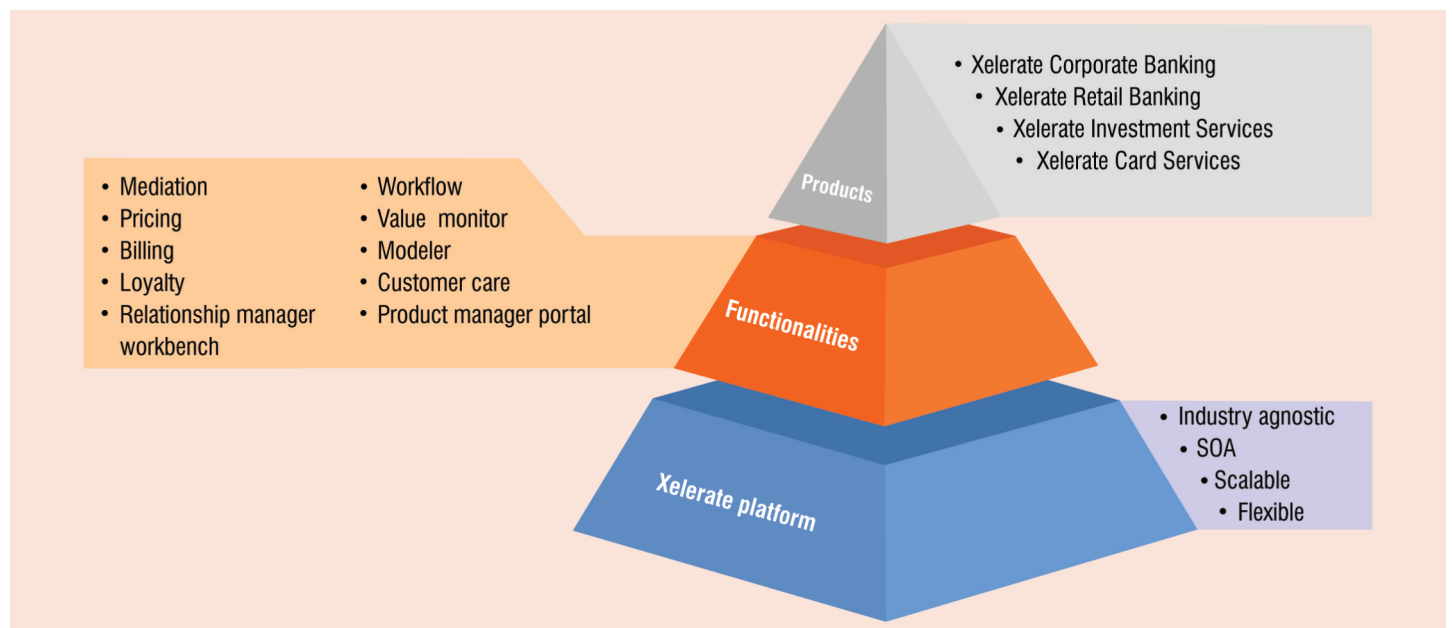 • Xelerate Corporate Banking
• Xelerate Retail Banking
• Xelerate Investment Services
• Xelerate Card Services
Products
• Mediation
• Pricing
• Billing
• Loyalty
• Relationship manager
workbench
• Workflow
• Value monitor
• Modeler
• Customer care
• Product manager portal
Functionalities
Xelerate platform
• Industry agnostic
• SOA
• Scalable
• Flexible